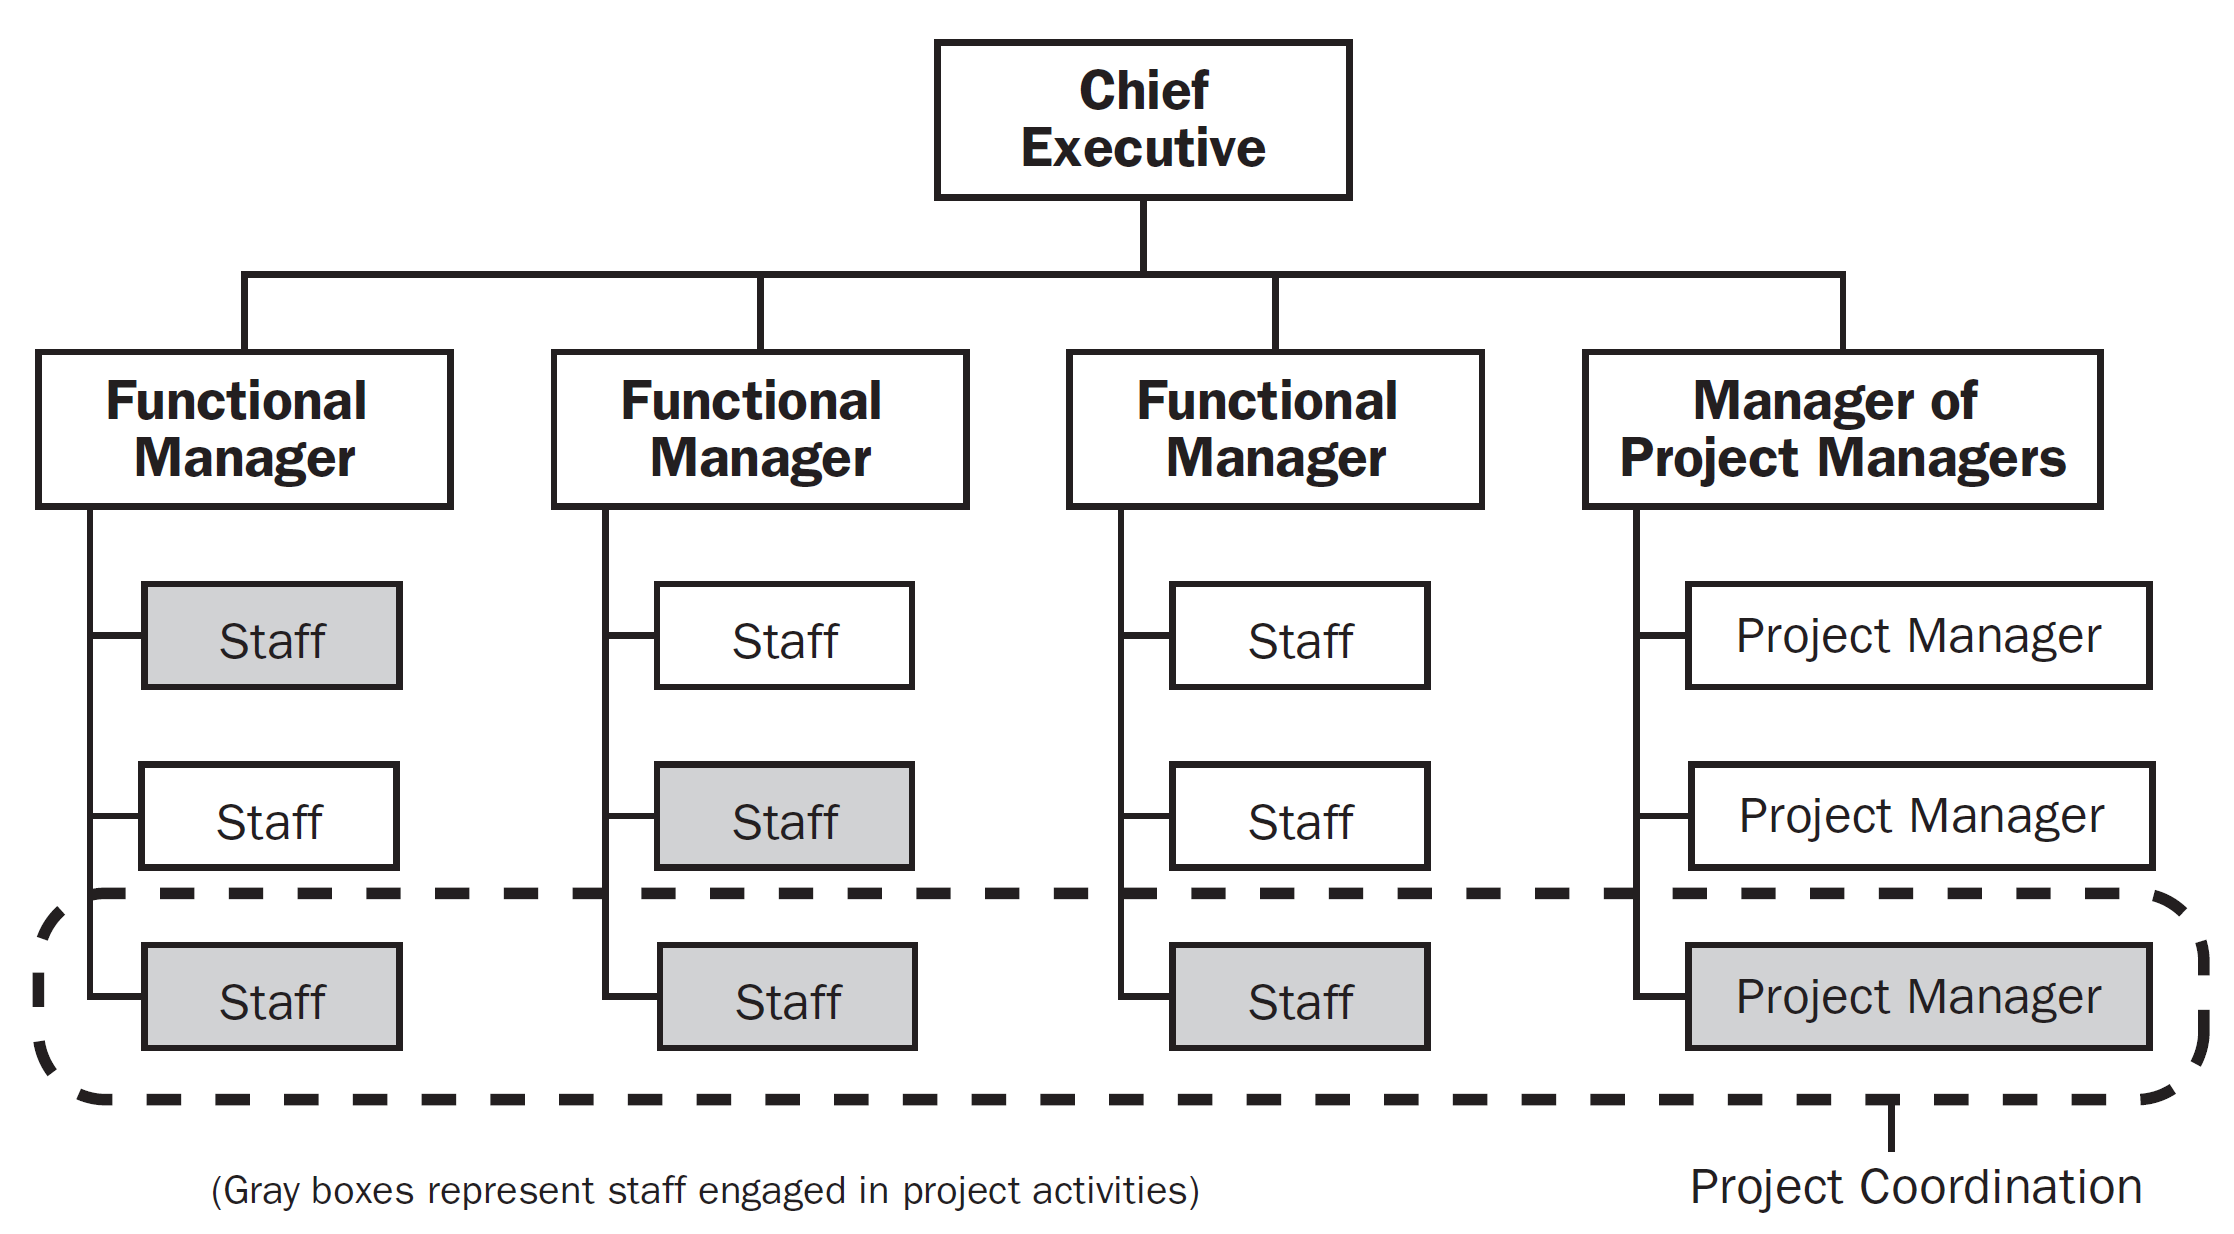 Chief
Executive
Functional
Manager
Functional
Manager
Functional
Manager
Manager of
Project Managers
Staff
Staff
Staff
Project Manager
Staff
Staff
Staff
Project Manager
Staff
Staff
Staff
Project Manager
(Gray boxes represent staff engaged in project activities)
Project Coordination